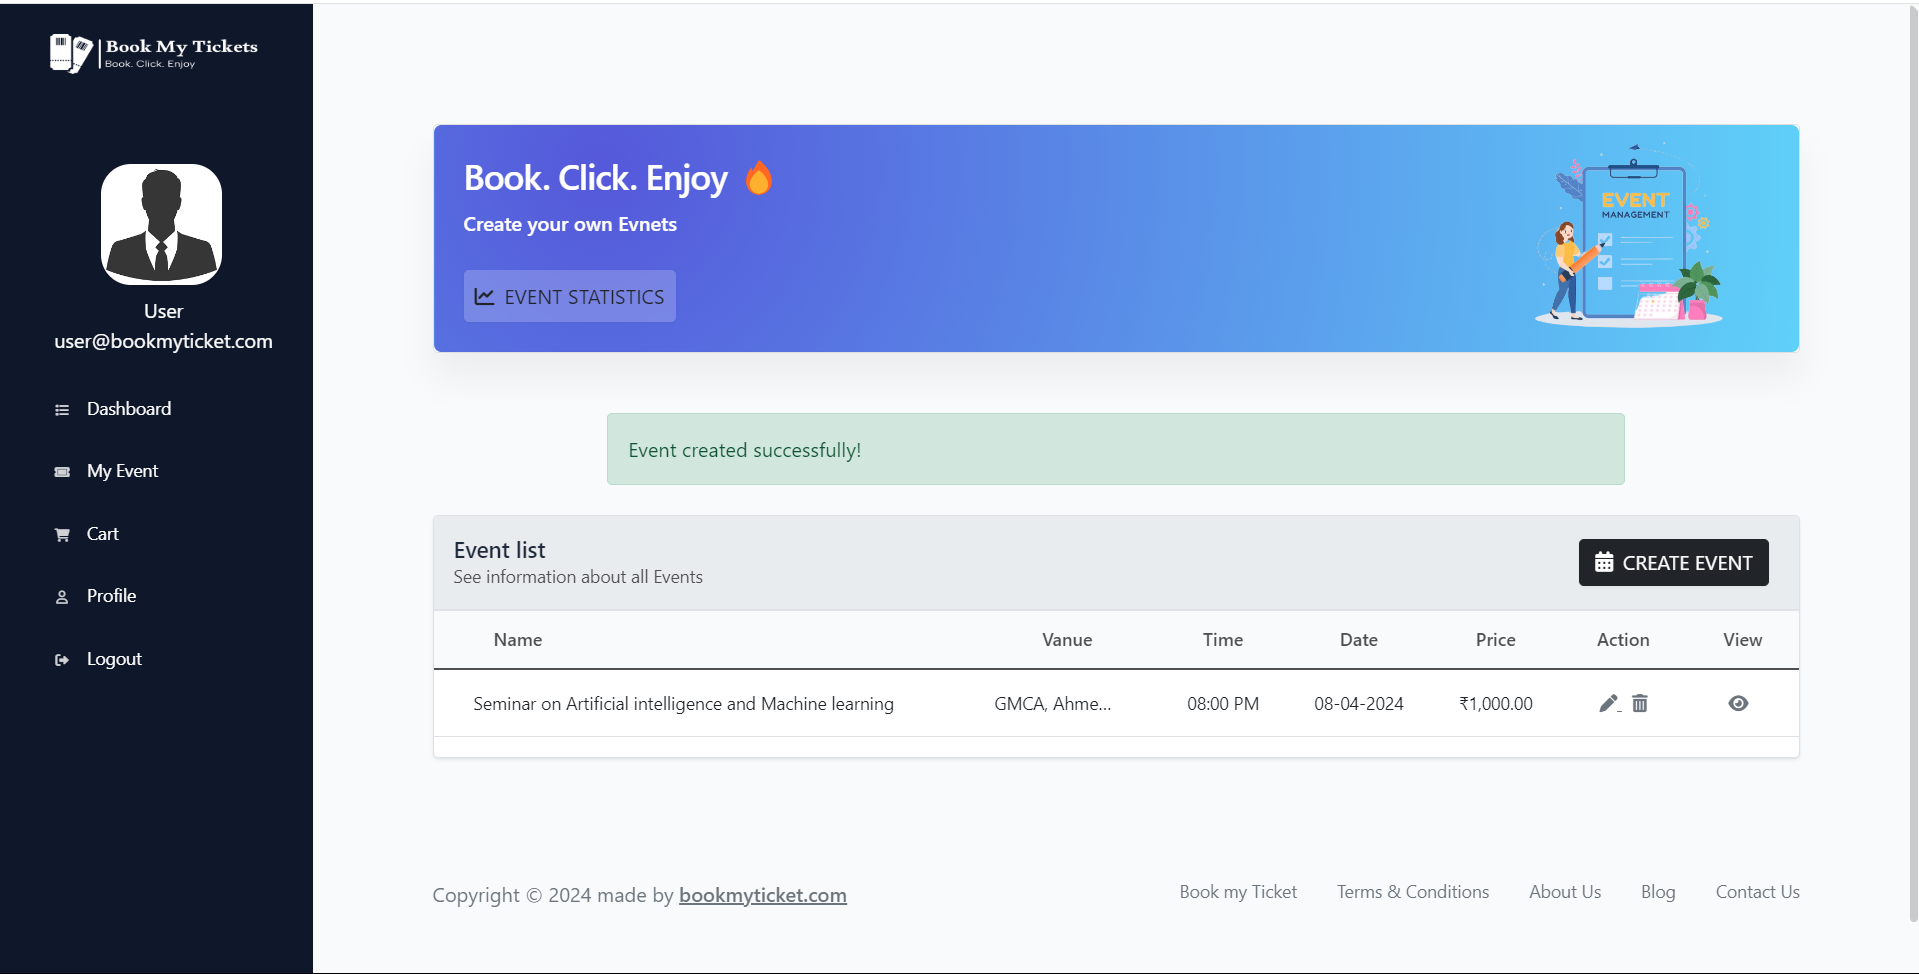 Book My Tickets
Book. Click. Enjoy
User
user@bookmyticket.com
Dashboard
My Event
Cart
Profile
Logout
Book. Click. Enjoy
Create your own Evnets
EVENT STATISTICS
EVENT
MANAGEMENT
Event created successfully!
Event list
See information about all Events
CREATE EVENT
Name Vanue Time Date Price Action View
Seminar on Artificial intelligence and Machine learning GMCA, Ahme... 08:00 PM 08-04-2024 ₹1,000.00
Copyright © 2024 made by bookmyticket.com
Book my Ticket Terms & Conditions About Us Blog Contact Us